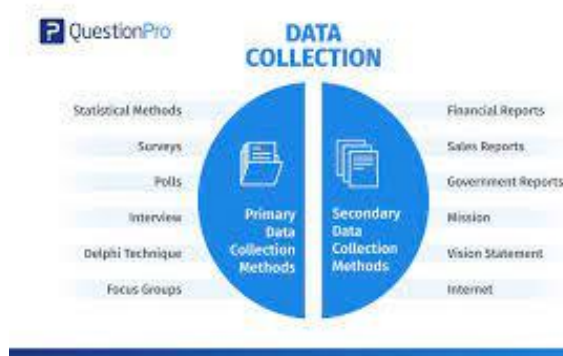 QuestionPro
DATA
COLLECTION
Statistical Methods
Surveys
Polls
Interview
Delphi Technique
Focus Groups
Primary
Data
Collection
Methods
Secondary
Data
Collection
Methods
Financial Reports
Sales Reports
Government Reports
Mission
Vision Statement
Internet